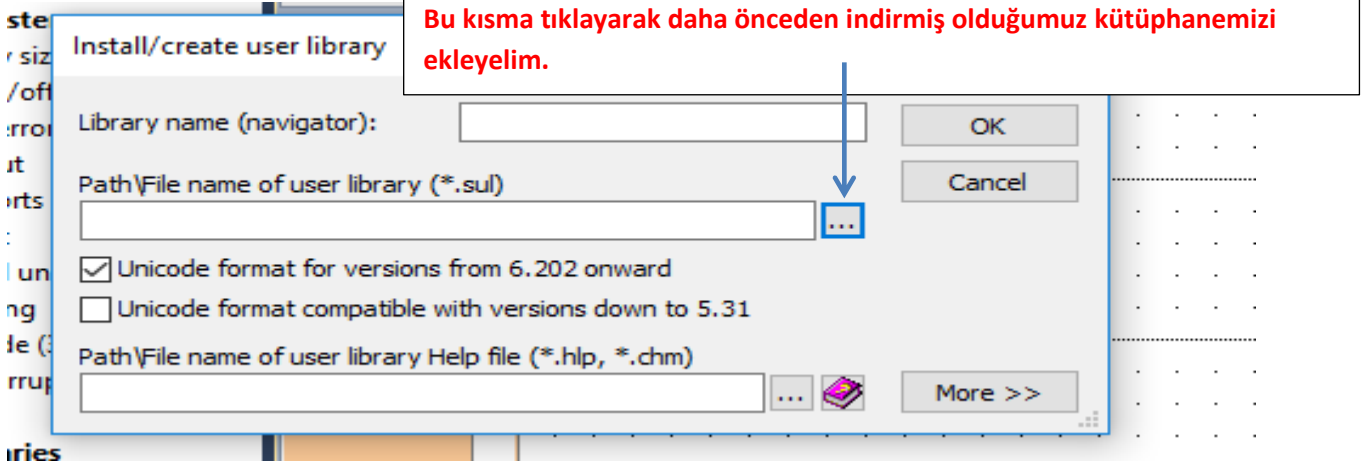 Bu kısma tıklayarak daha önceden indirmiş olduğumuz kütüphanemizi
ekleyelim.
Install/create user library
Library name (navigator):
OK
Path\File name of user library (*.sul)
Cancel
...
Unicode format for versions from 6.202 onward
Unicode format compatible with versions down to 5.31
Path\File name of user library Help file (*.hlp, *.chm)
...
More >>